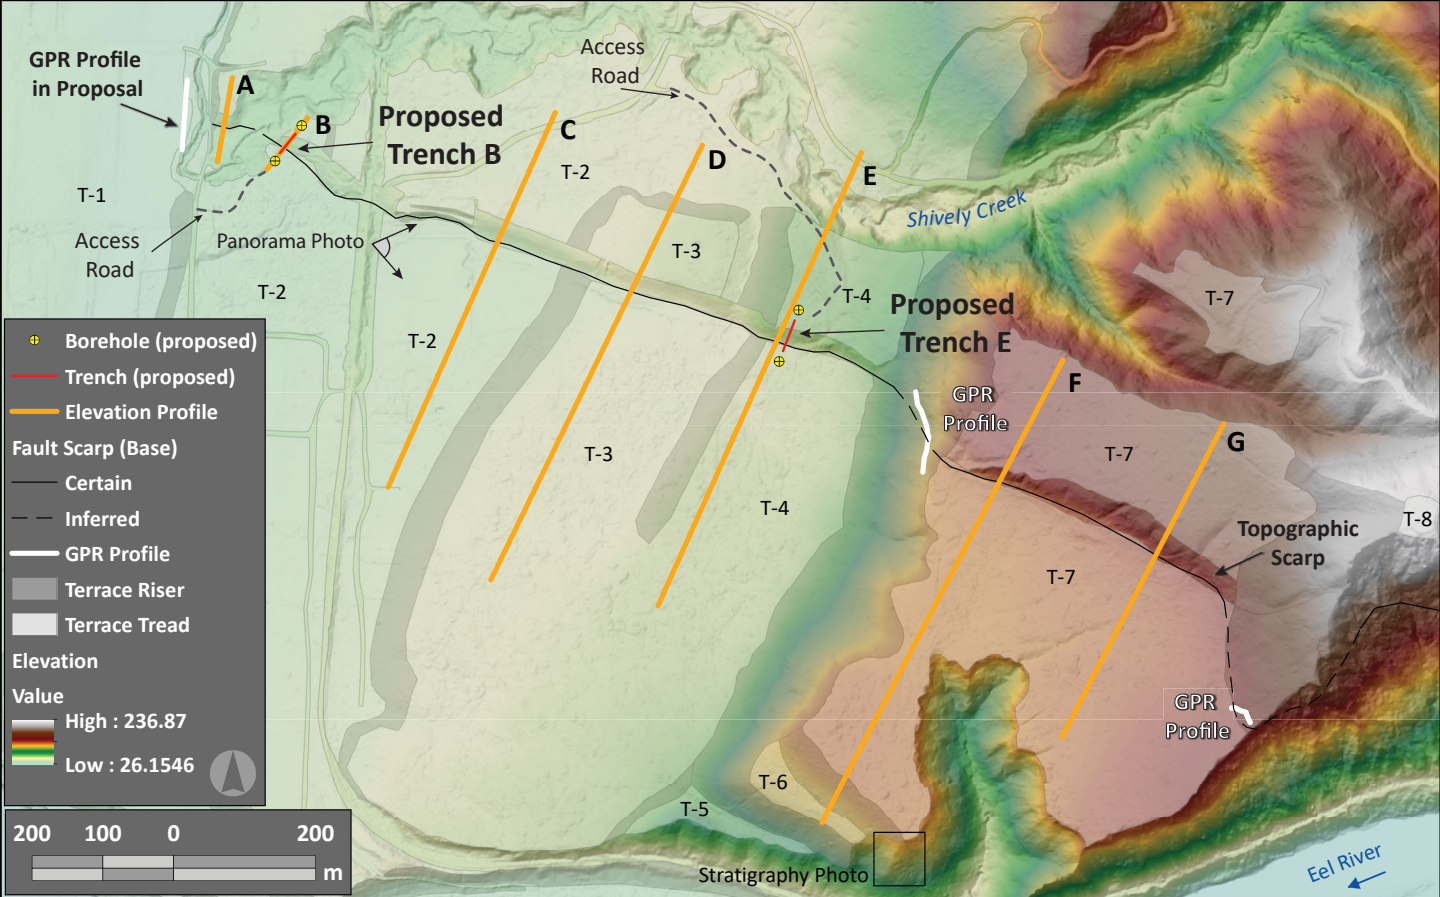 GPR Profile
in Proposal
A
B
Proposed
Trench B
Access
Road
C
T-2
D
E
Shively Creek
T-1
Access
Road
Panorama Photo
T-3
T-2
T-4
T-7
T-2
Proposed
Trench E
F
GPR
Profile
T-7
G
T-3
T-4
T-8
Topographic
Scarp
T-7
GPR
Profile
T-6
T-5
Stratigraphy Photo
Eel River
Borehole (proposed)
Trench (proposed)
Elevation Profile
Fault Scarp (Base)
Certain
Inferred
GPR Profile
Terrace Riser
Terrace Tread
Elevation
Value
High : 236.87
Low : 26.1546
200 100 0 200
m